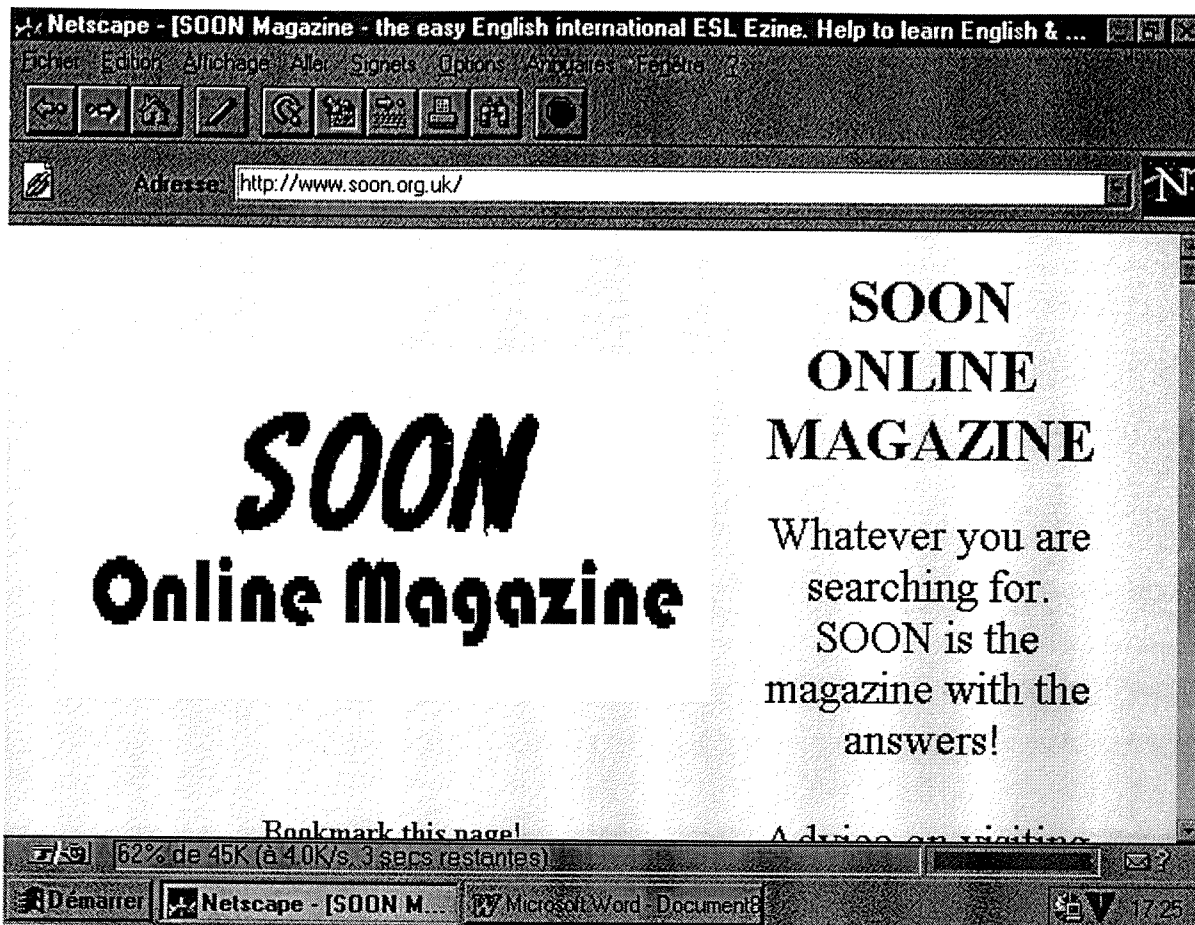 Netscape - [SOON Magazine - the easy English international ESL Ezine. Help to learn English & ...
Fichier Edition Affichage Aller Signets Options Annuaires Fenêtre ?
Adresse: http://www.soon.org.uk/
SOON
Online Magazine
Bookmark this page!
SOON
ONLINE
MAGAZINE
Whatever you are
searching for.
SOON is the
magazine with the
answers!
Advice on visiting
62% de 45K (à 4.0K/s, 3 secs restantes)
Démarrer Netscape - [SOON M... Microsoft Word - Document8 17:25